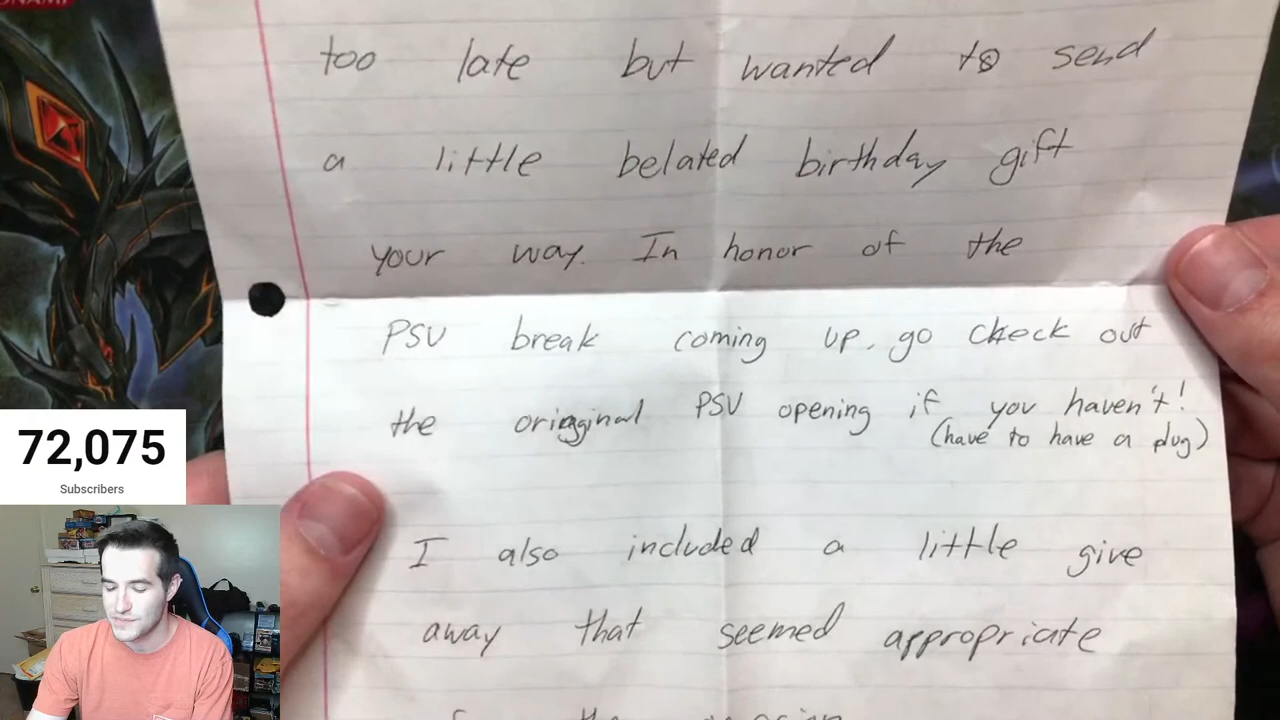 KONAMI
too late but wanted to send
a little belated birthday gift
your way. In honor of the
PSV break coming up, go check out
the original PSV opening if you haven't!
(have to have a plug)
I also included a little give
away that seemed appropriate
72,075
Subscribers